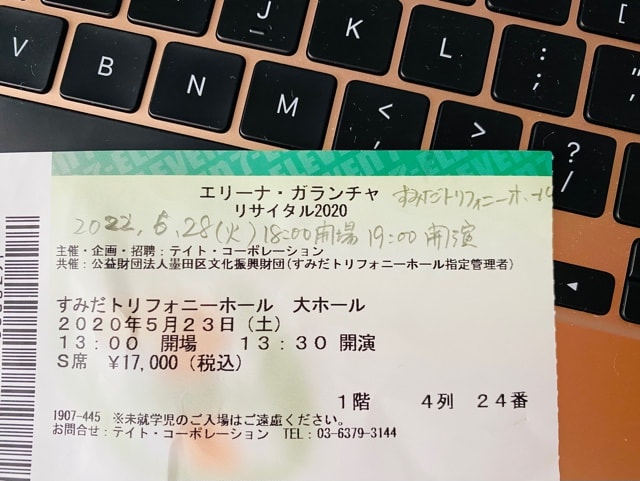 J
K
L
:
;
[
V
B
N
M
<
,
>
.
?
/
7-ELEVEN
エリーナ・ガランチャ すみだトリフォニーホール
リサイタル2020
2022.6.28(火)18:00開場 19:00 開演
主催・企画・招聘:テイト・コーポレーション
共催:公益財団法人墨田区文化振興財団(すみだトリフォニーホール指定管理者)
すみだトリフォニーホール 大ホール
2020年5月23日(土)
13:00 開場 13:30 開演
S席 ¥17,000(税込)
1階 4列 24番
1907-445 ※未就学児のご入場はご遠慮ください。
お問合せ:テイト・コーポレーション TEL:03-6379-3144